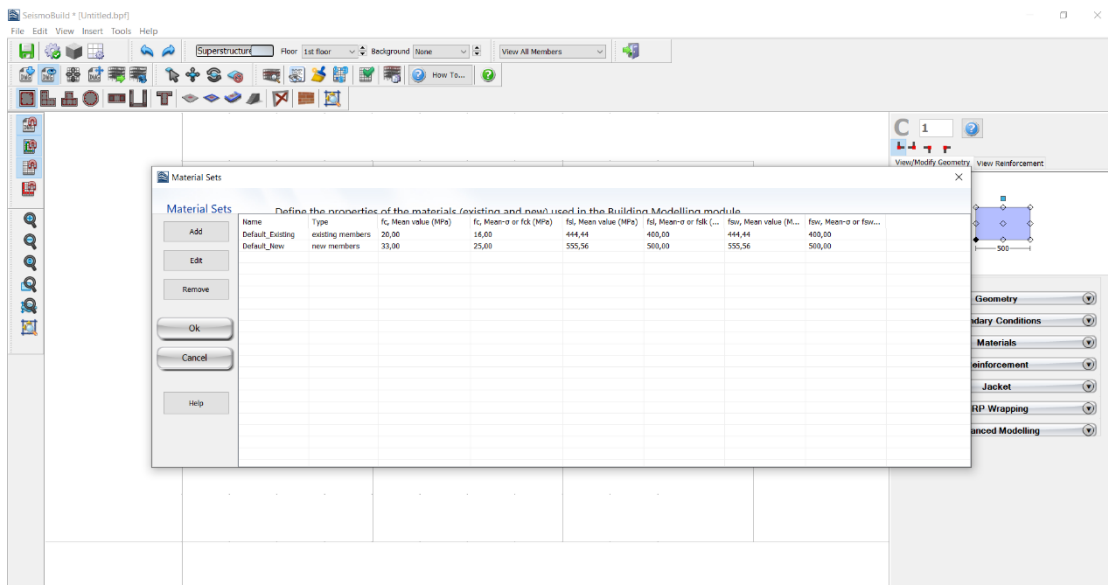 SeismoBuild * [Untitled.bpf]
File Edit View Insert Tools Help
Superstructure Floor 1st floor Background None View All Members
How To...
C 1
View/Modify Geometry View Reinforcement
Material Sets
Material Sets Define the properties of the materials (existing and new) used in the Building Modelling module
Add
Edit
Remove
Ok
Cancel
Help
Name Type fc, Mean value (MPa) fc, Mean-σ or fck (MPa) fsl, Mean value (MPa) fsl, Mean-σ or fslk (... fsw, Mean value (M... fsw, Mean-σ or fsw...
Default_Existing existing members 20,00 16,00 444,44 400,00 444,44 400,00
Default_New new members 33,00 25,00 555,56 500,00 555,56 500,00
500
Geometry
dary Conditions
Materials
einforcement
Jacket
RP Wrapping
anced Modelling